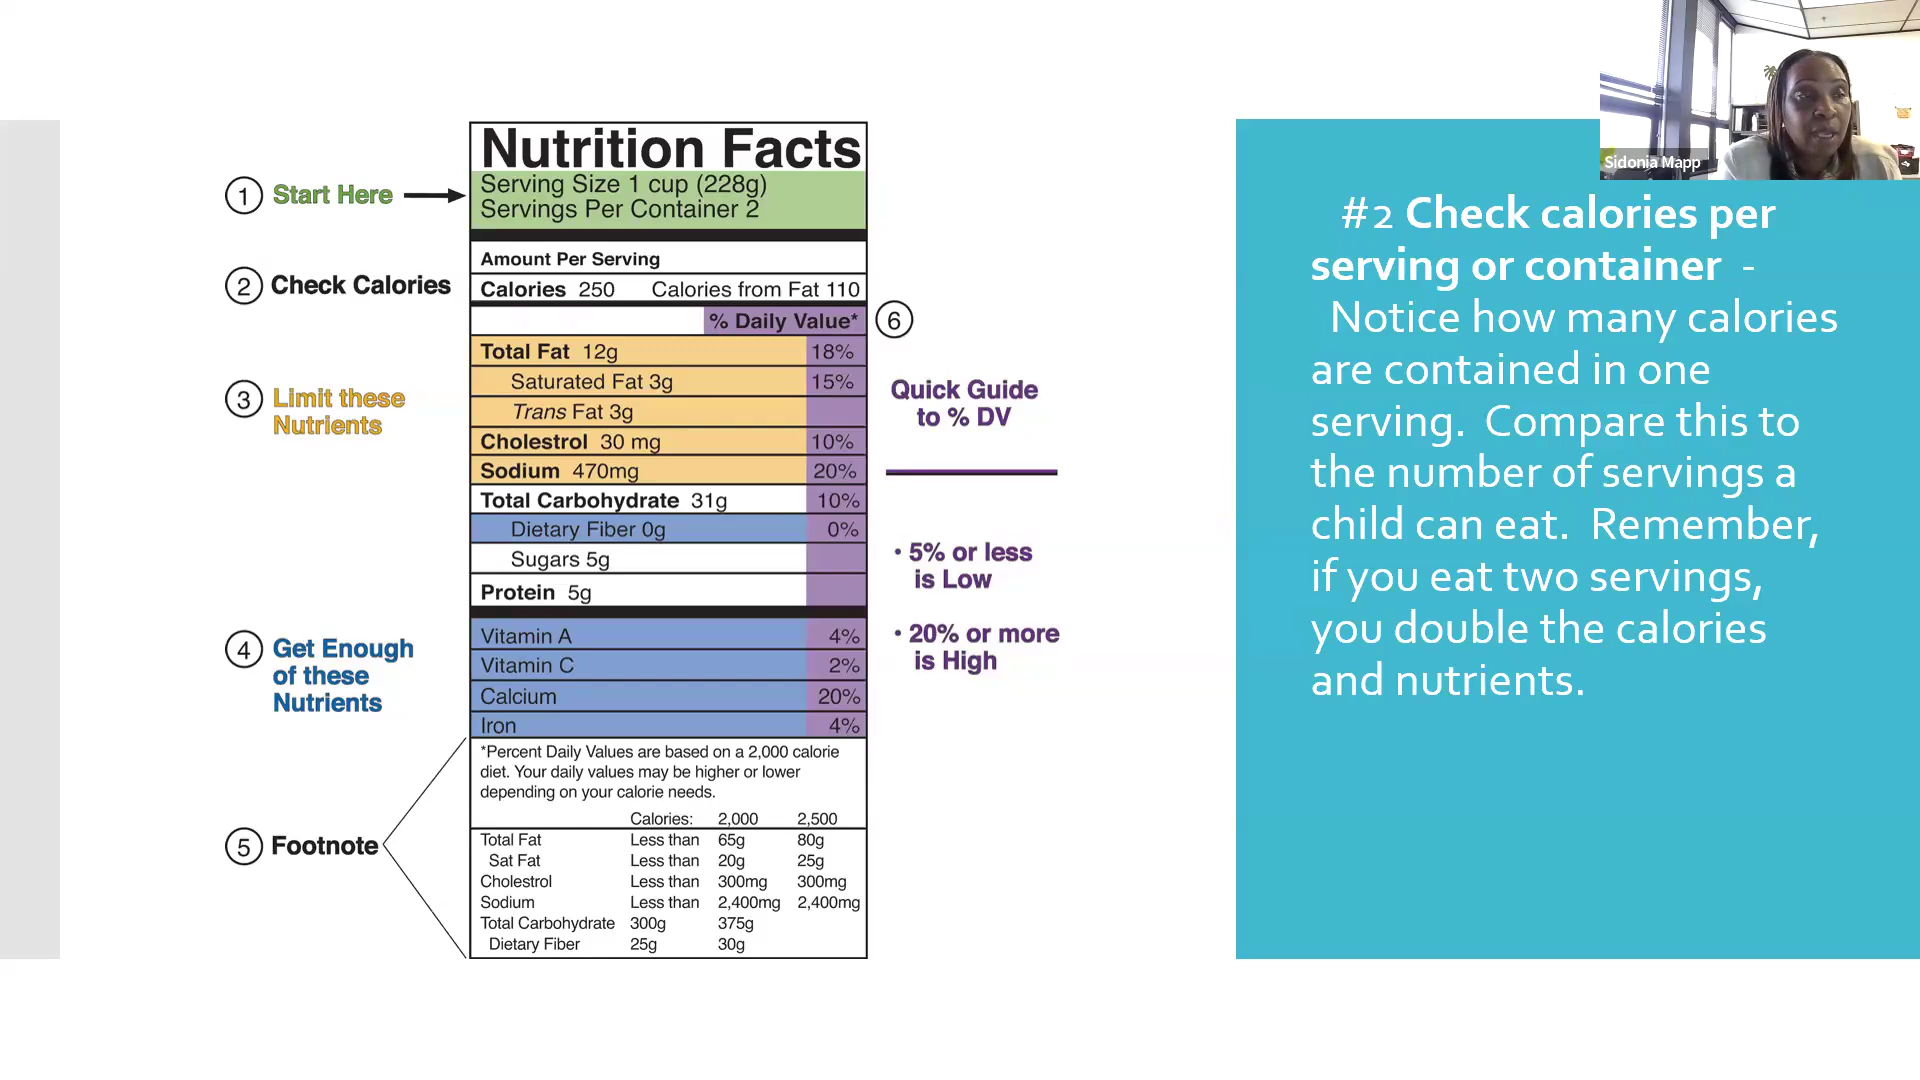 Sidonia Mapp
Nutrition Facts
1 Start Here
Serving Size 1 cup (228g)
Servings Per Container 2
Amount Per Serving
2 Check Calories
Calories 250 Calories from Fat 110
% Daily Value* 6
Total Fat 12g 18%
Saturated Fat 3g 15%
Trans Fat 3g
3 Limit these
Nutrients
Cholestrol 30 mg 10%
Sodium 470mg 20%
Total Carbohydrate 31g 10%
Dietary Fiber 0g 0%
Sugars 5g
Protein 5g
4 Get Enough
of these
Nutrients
Vitamin A 4%
Vitamin C 2%
Calcium 20%
Iron 4%
Quick Guide
to % DV
• 5% or less
is Low
• 20% or more
is High
5 Footnote
*Percent Daily Values are based on a 2,000 calorie
diet. Your daily values may be higher or lower
depending on your calorie needs.
Calories: 2,000 2,500
Total Fat Less than 65g 80g
Sat Fat Less than 20g 25g
Cholestrol Less than 300mg 300mg
Sodium Less than 2,400mg 2,400mg
Total Carbohydrate 300g 375g
Dietary Fiber 25g 30g
#2 Check calories per
serving or container -
Notice how many calories
are contained in one
serving. Compare this to
the number of servings a
child can eat. Remember,
if you eat two servings,
you double the calories
and nutrients.